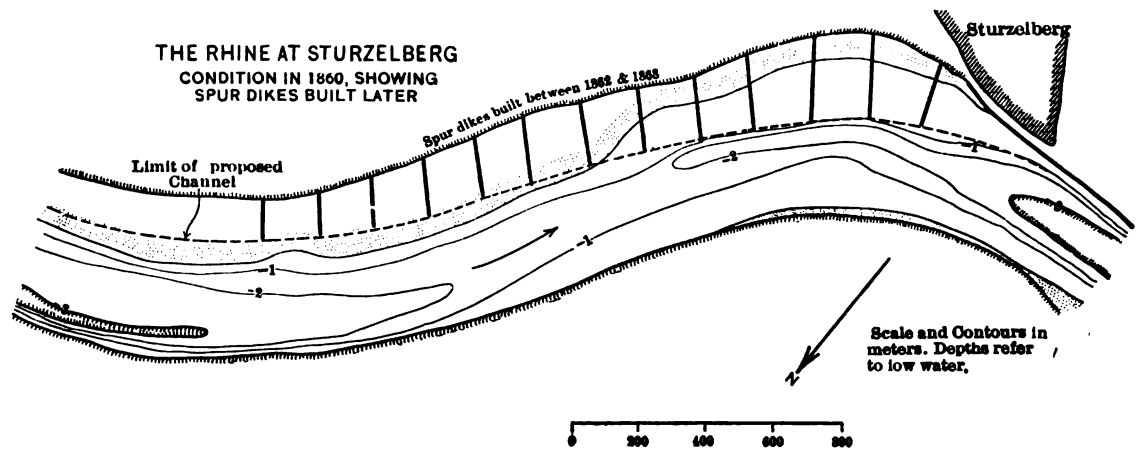 THE RHINE AT STURZELBERG
CONDITION IN 1860, SHOWING
SPUR DIKES BUILT LATER
Sturzelberg
Spur dikes built between 1862 & 1863
Limit of proposed
Channel
-1
-2
-1
-2
-1
N
Scale and Contours in
meters. Depths refer
to low water.
0 200 400 600 800